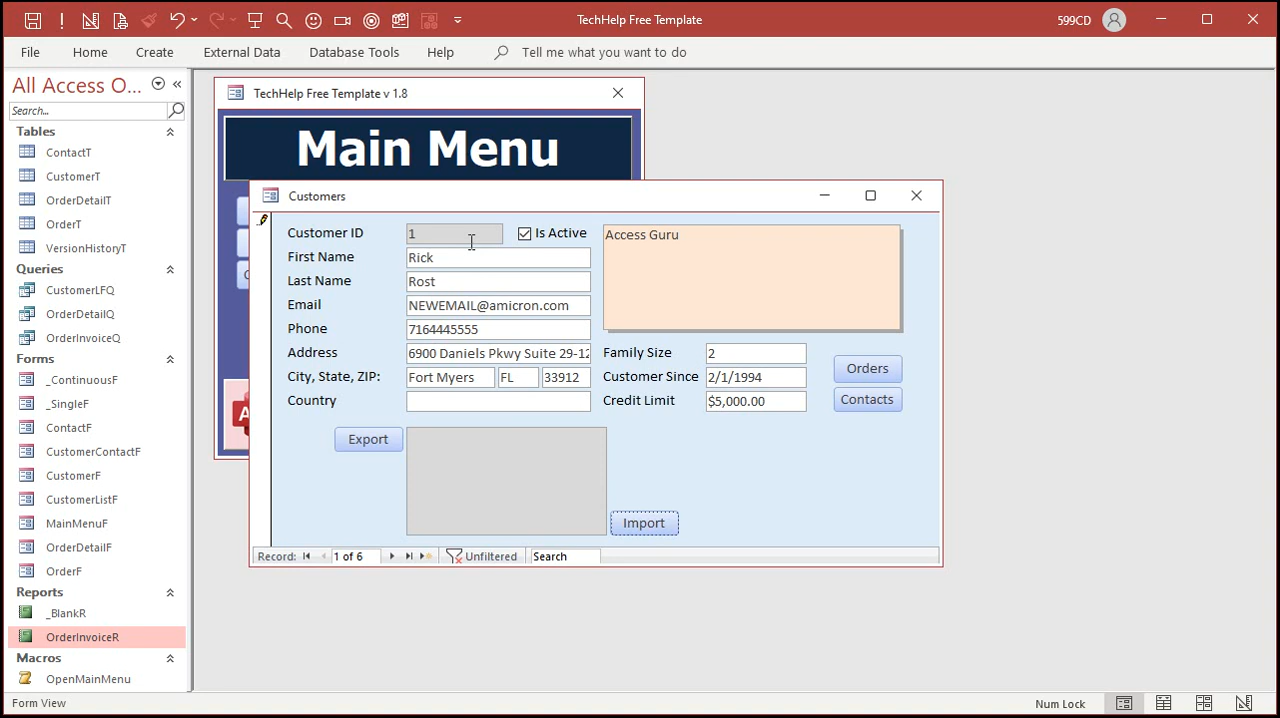 TechHelp Free Template
599CD
File
Home
Create
External Data
Database Tools
Help
Tell me what you want to do
All Access O...
Search...
Tables
ContactT
CustomerT
OrderDetailT
OrderT
VersionHistoryT
Queries
CustomerLFQ
OrderDetailQ
OrderInvoiceQ
Forms
_ContinuousF
_SingleF
ContactF
CustomerContactF
CustomerF
CustomerListF
MainMenuF
OrderDetailF
OrderF
Reports
_BlankR
OrderInvoiceR
Macros
OpenMainMenu
TechHelp Free Template v 1.8
Main Menu
Customers
Customer ID 1
Is Active
First Name Rick
Last Name Rost
Email NEWEMAIL@amicron.com
Phone 7164445555
Address 6900 Daniels Pkwy Suite 29-12
City, State, ZIP: Fort Myers FL 33912
Country
Access Guru
Family Size 2
Customer Since 2/1/1994
Credit Limit $5,000.00
Orders
Contacts
Export
Import
Record: 1 of 6 Unfiltered Search
Form View
Num Lock